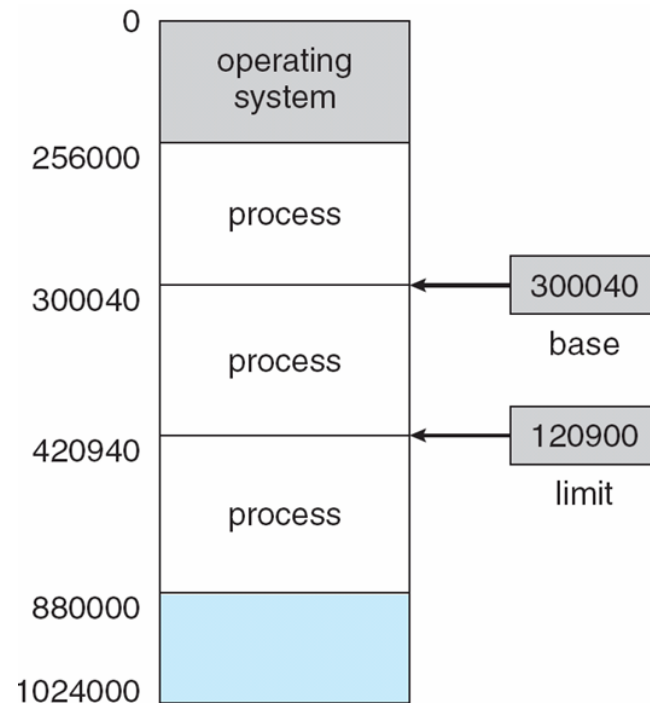 0
operating
system
256000
process
300040
300040
base
process
420940
120900
limit
process
880000
1024000